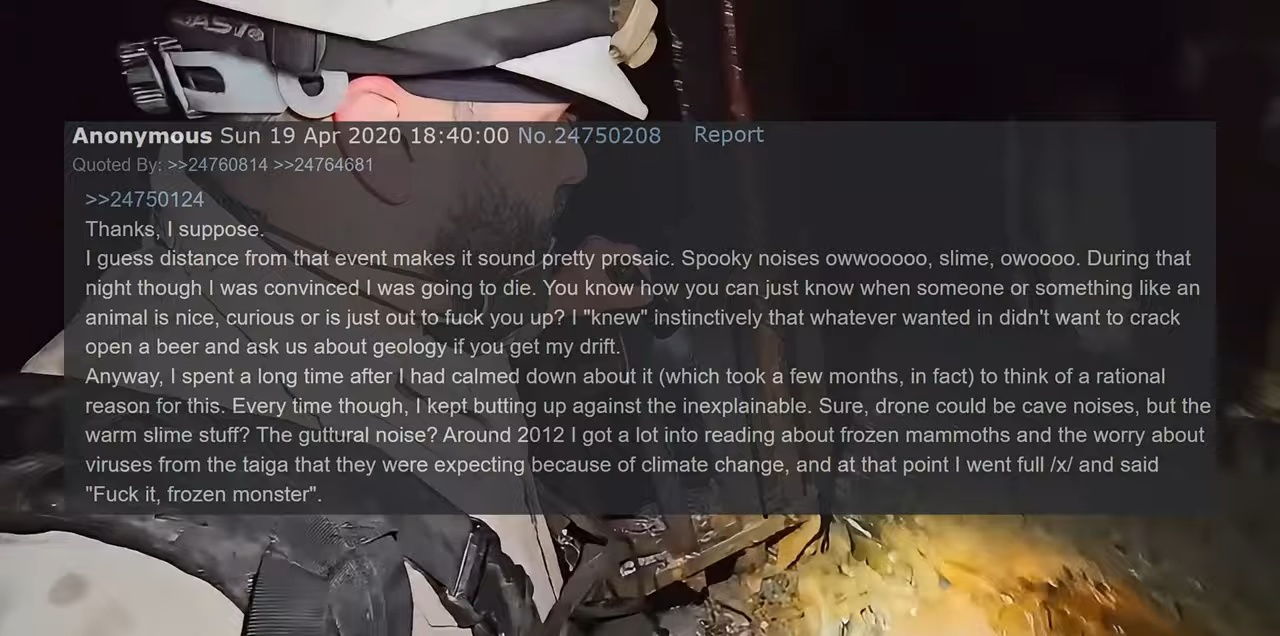 Anonymous Sun 19 Apr 2020 18:40:00 No.24750208 Report
Quoted By: >>24760814 >>24764681
>>24750124
Thanks, I suppose.
I guess distance from that event makes it sound pretty prosaic. Spooky noises owwooooo, slime, owoooo. During that
night though I was convinced I was going to die. You know how you can just know when someone or something like an
animal is nice, curious or is just out to fuck you up? I "knew" instinctively that whatever wanted in didn't want to crack
open a beer and ask us about geology if you get my drift.
Anyway, I spent a long time after I had calmed down about it (which took a few months, in fact) to think of a rational
reason for this. Every time though, I kept butting up against the inexplainable. Sure, drone could be cave noises, but the
warm slime stuff? The guttural noise? Around 2012 I got a lot into reading about frozen mammoths and the worry about
viruses from the taiga that they were expecting because of climate change, and at that point I went full /x/ and said
"Fuck it, frozen monster".